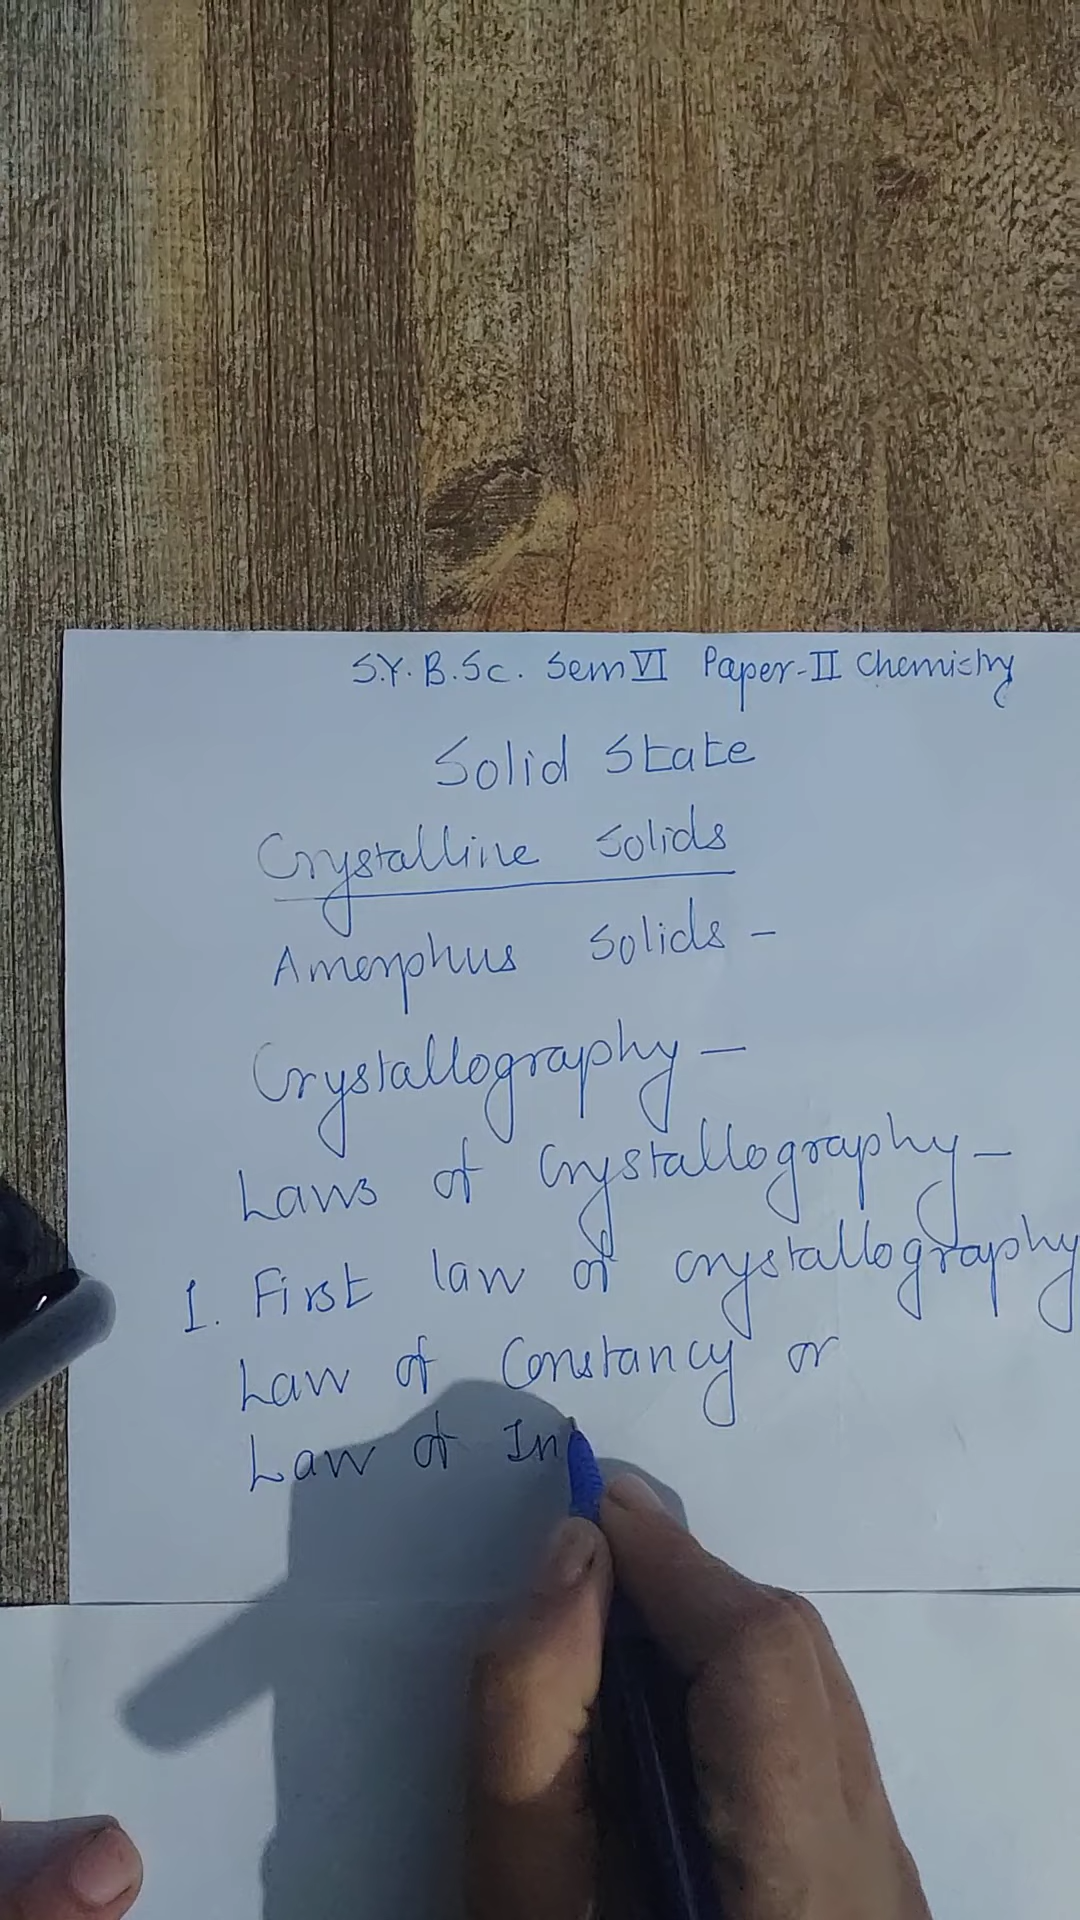 S.Y. B.Sc. Sem VI Paper-II Chemistry
Solid State
Crystalline Solids
Amorphus Solids -
Crystallography -
Laws of Crystallography -
1. First law of crystallography
Law of Constancy or
Law of In